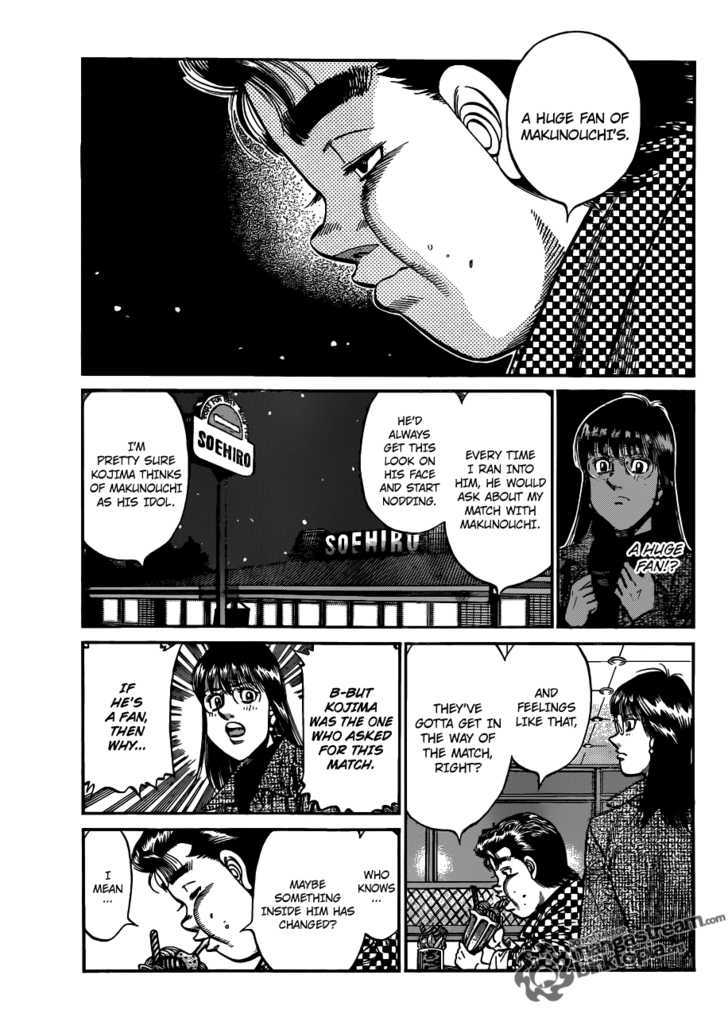 A HUGE FAN OF
MAKUNOUCHI'S.
A HUGE
FAN!?
EVERY TIME
I RAN INTO
HIM, HE WOULD
ASK ABOUT MY
MATCH WITH
MAKUNOUCHI.
HE'D
ALWAYS
GET THIS
LOOK ON
HIS FACE
AND START
NODDING.
SOEHIRO
SOEHIRO
I'M
PRETTY SURE
KOJIMA THINKS
OF MAKUNOUCHI
AS HIS IDOL.
AND
FEELINGS
LIKE THAT,
THEY'VE
GOTTA GET IN
THE WAY OF
THE MATCH,
RIGHT?
B-BUT
KOJIMA
WAS THE ONE
WHO ASKED
FOR THIS
MATCH.
IF
HE'S
A FAN,
THEN
WHY...
WHO
KNOWS
...
MAYBE
SOMETHING
INSIDE HIM HAS
CHANGED?
I
MEAN
...
mangastream.com